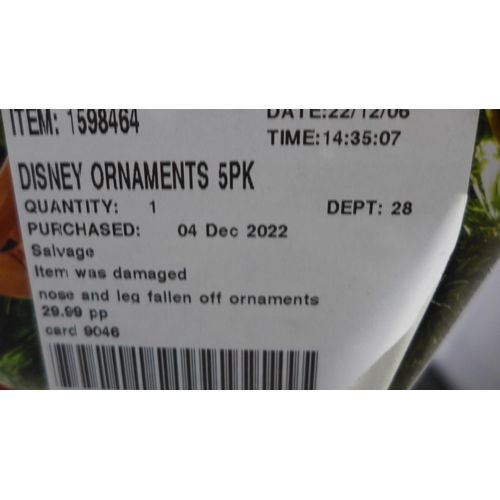 ITEM: 1598464
DATE:22/12/06
TIME:14:35:07
DISNEY ORNAMENTS 5PK
QUANTITY: 1
DEPT: 28
PURCHASED: 04 Dec 2022
Salvage
Item was damaged
nose and leg fallen off ornaments
29.99 pp
card 9046